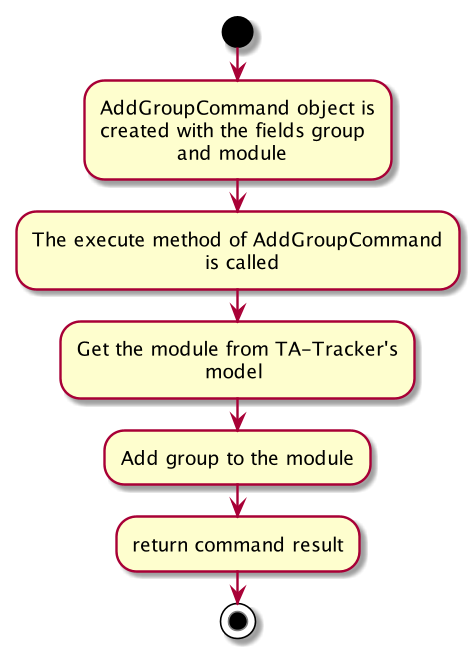 AddGroupCommand object is
created with the fields group
and module
The execute method of AddGroupCommand
is called
Get the module from TA-Tracker's
model
Add group to the module
return command result